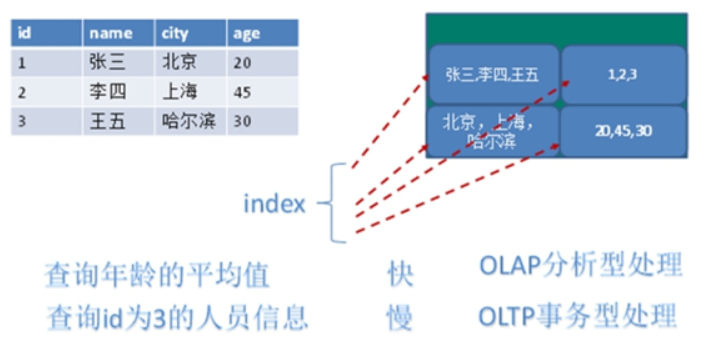 id name city age
1 张三 北京 20
2 李四 上海 45
3 王五 哈尔滨 30
张三,李四,王五 1,2,3
北京，上海，
哈尔滨
20,45,30
index
查询年龄的平均值 快 OLAP分析型处理
查询id为3的人员信息 慢 OLTP事务型处理